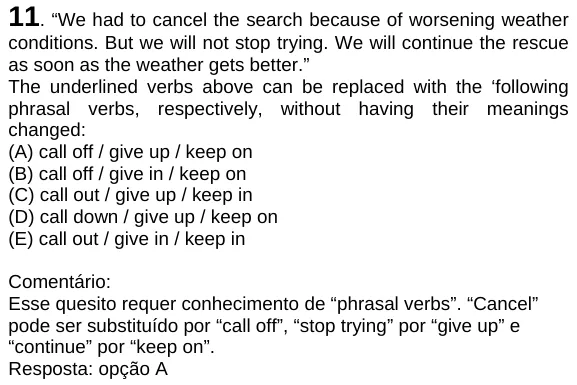 11. “We had to cancel the search because of worsening weather
conditions. But we will not stop trying. We will continue the rescue
as soon as the weather gets better.”
The underlined verbs above can be replaced with the ‘following
phrasal verbs, respectively, without having their meanings
changed:
(A) call off / give up / keep on
(B) call off / give in / keep on
(C) call out / give up / keep in
(D) call down / give up / keep on
(E) call out / give in / keep in
Comentário:
Esse quesito requer conhecimento de “phrasal verbs”. “Cancel”
pode ser substituído por “call off”, “stop trying” por “give up” e
“continue” por “keep on”.
Resposta: opção A